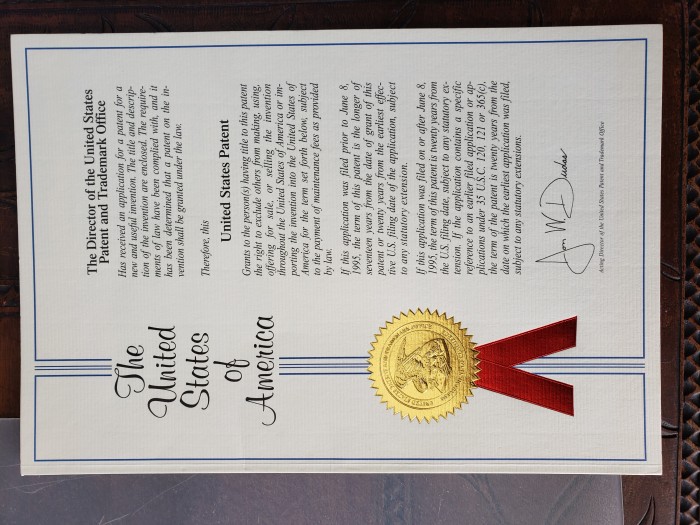 The
United
States
of
America
The Director of the United States
Patent and Trademark Office
Has received an application for a patent for a
new and useful invention. The title and descrip-
tion of the invention are enclosed. The require-
ments of law have been complied with, and it
has been determined that a patent on the in-
vention shall be granted under the law.
Therefore, this
United States Patent
Grants to the person(s) having title to this patent
the right to exclude others from making, using,
offering for sale, or selling the invention
throughout the United States of America or im-
porting the invention into the United States of
America for the term set forth below, subject
to the payment of maintenance fees as provided
by law.
If this application was filed prior to June 8,
1995, the term of this patent is the longer of
seventeen years from the date of grant of this
patent or twenty years from the earliest effec-
tive U.S. filing date of the application, subject
to any statutory extension.
If this application was filed on or after June 8,
1995, the term of this patent is twenty years from
the U.S. filing date, subject to any statutory ex-
tension. If the application contains a specific
reference to an earlier filed application or ap-
plications under 35 U.S.C. 120, 121 or 365(c),
the term of the patent is twenty years from the
date on which the earliest application was filed,
subject to any statutory extensions.
Jon W Dudas
Acting Director of the United States Patent and Trademark Office